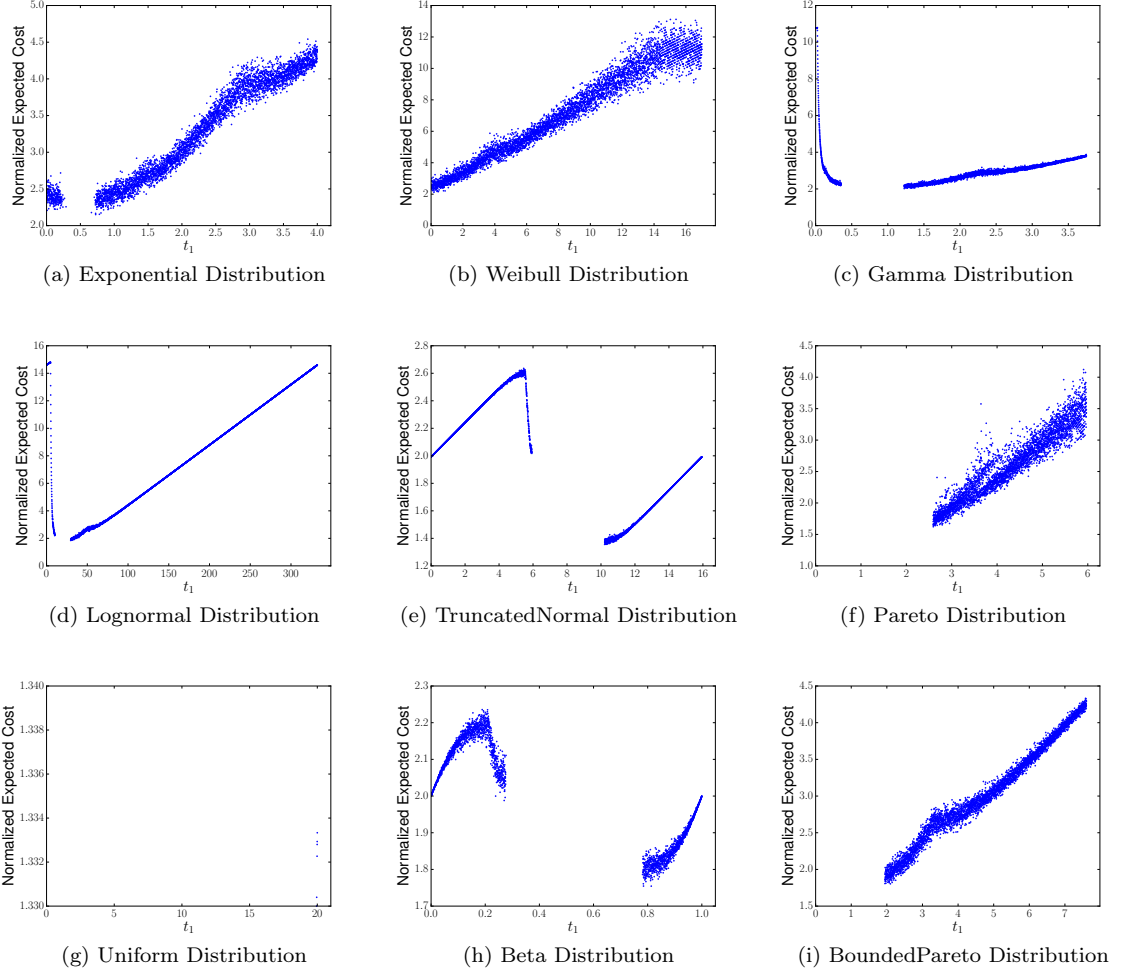 Normalized Expected Cost
5.0
4.5
4.0
3.5
3.0
2.5
2.0
0.0 0.5 1.0 1.5 2.0 2.5 3.0 3.5 4.0
t1
(a) Exponential Distribution
Normalized Expected Cost
14
12
10
8
6
4
2
0
0 2 4 6 8 10 12 14 16
t1
(b) Weibull Distribution
Normalized Expected Cost
12
10
8
6
4
2
0
0.0 0.5 1.0 1.5 2.0 2.5 3.0 3.5
t1
(c) Gamma Distribution
Normalized Expected Cost
16
14
12
10
8
6
4
2
0
0 50 100 150 200 250 300
t1
(d) Lognormal Distribution
Normalized Expected Cost
2.8
2.6
2.4
2.2
2.0
1.8
1.6
1.4
1.2
0 2 4 6 8 10 12 14 16
t1
(e) TruncatedNormal Distribution
Normalized Expected Cost
4.5
4.0
3.5
3.0
2.5
2.0
1.5
1.0
0 1 2 3 4 5 6
t1
(f) Pareto Distribution
Normalized Expected Cost
1.340
1.338
1.336
1.334
1.332
1.330
0 5 10 15 20
t1
(g) Uniform Distribution
Normalized Expected Cost
2.3
2.2
2.1
2.0
1.9
1.8
1.7
0.0 0.2 0.4 0.6 0.8 1.0
t1
(h) Beta Distribution
Normalized Expected Cost
4.5
4.0
3.5
3.0
2.5
2.0
1.5
0 1 2 3 4 5 6 7
t1
(i) BoundedPareto Distribution